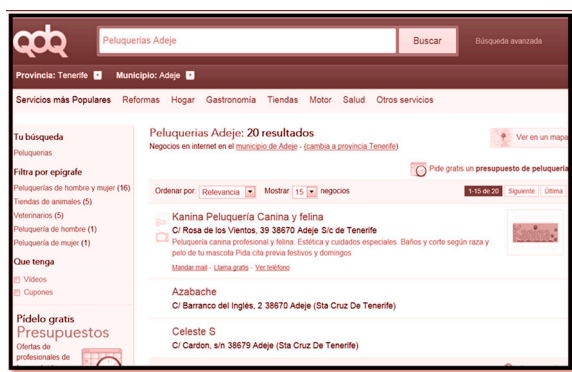 QDQ
Peluquerias Adeje
Buscar
Búsqueda avanzada
Provincia: Tenerife + Municipio: Adeje +
Servicios más Populares Reformas Hogar Gastronomía Tiendas Motor Salud Otros servicios
Tu búsqueda
Peluquerias
Filtra por epígrafe
Peluquerías de hombre y mujer (16)
Tiendas de animales (5)
Veterinarios (5)
Peluquería de hombre (1)
Peluquería de mujer (1)
Que tenga
Vídeos
Cupones
Pídelo gratis
Presupuestos
Ofertas de
profesionales de
Peluquerias Adeje: 20 resultados
Negocios en internet en el municipio de Adeje - (cambia a provincia Tenerife)
Ver en un mapa
Pide gratis un presupuesto de peluqueria
Ordenar por: Relevancia Mostrar 15 negocios
1-15 de 20 Siguiente Última
Kanina Peluquería Canina y felina
C/ Rosa de los Vientos, 39 38670 Adeje S/c de Tenerife
Peluquería canina profesional y felina. Estética y cuidados especiales. Baños y corte según raza y
pelo de tu mascota Pida cita previa festivos y domingos
Mandar mail - Llama gratis - Ver teléfono
Kanina
Azabache
C/ Barranco del Inglés, 2 38670 Adeje (Sta Cruz De Tenerife)
Celeste S
C/ Cardon, s/n 38679 Adeje (Sta Cruz De Tenerife)